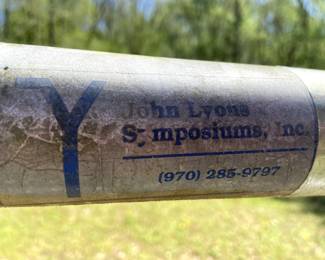 John Lyons
Symposiums, Inc.
(970) 285-9797